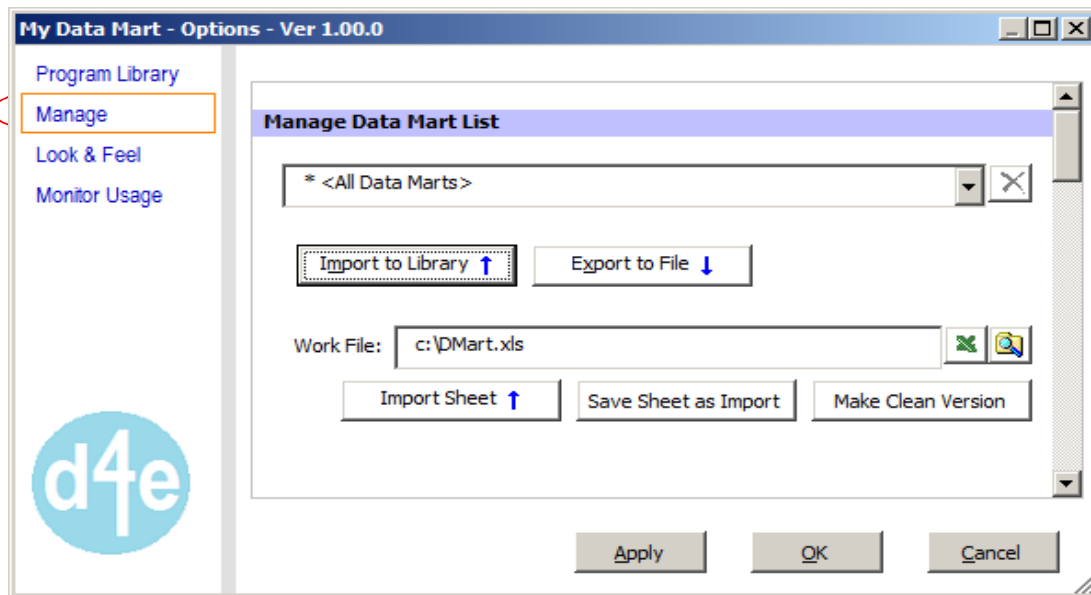 My Data Mart - Options - Ver 1.00.0
Program Library
Manage
Look & Feel
Monitor Usage
Manage Data Mart List
* <All Data Marts>
Import to Library ↑
Export to File ↓
Work File: c:\DMart.xls
Import Sheet ↑
Save Sheet as Import
Make Clean Version
d4e
Apply
OK
Cancel